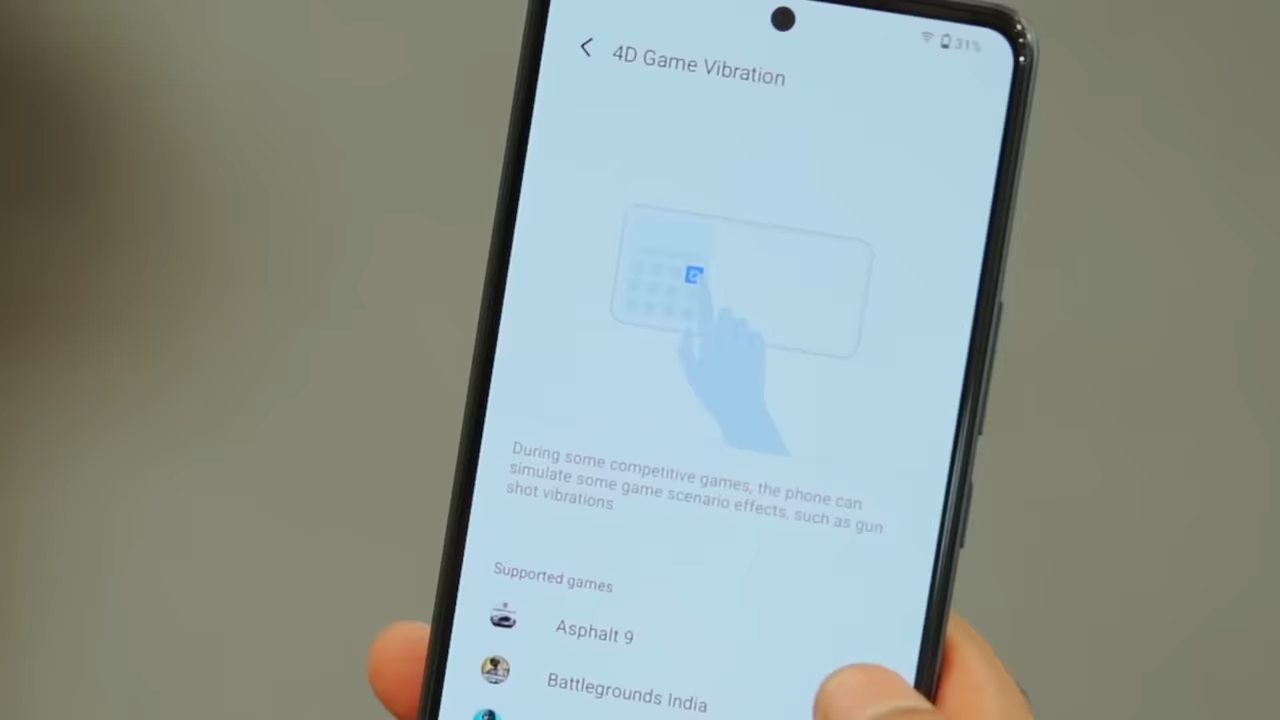 31%
4D Game Vibration
During some competitive games, the phone can
simulate some game scenario effects, such as gun
shot vibrations
Supported games
Asphalt 9
Battlegrounds India